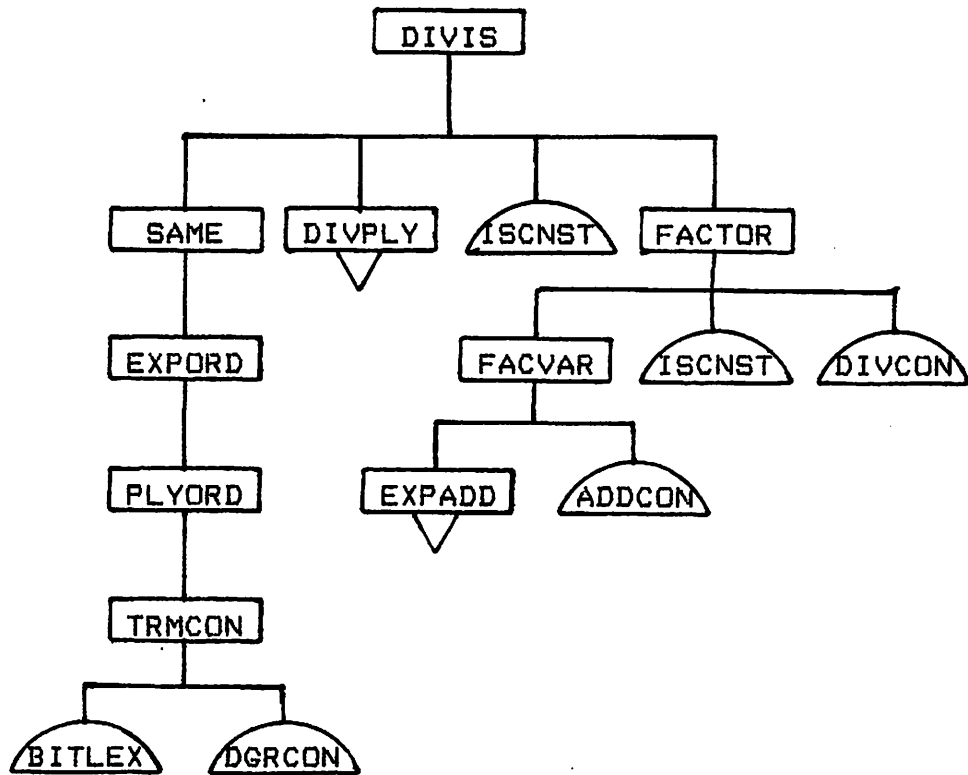 DIVIS
SAME DIVPLY ISCNST FACTOR
EXPORD FACVAR ISCNST DIVCON
PLYORD EXPADD ADDCON
TRMCON
BITLEX DGRCON